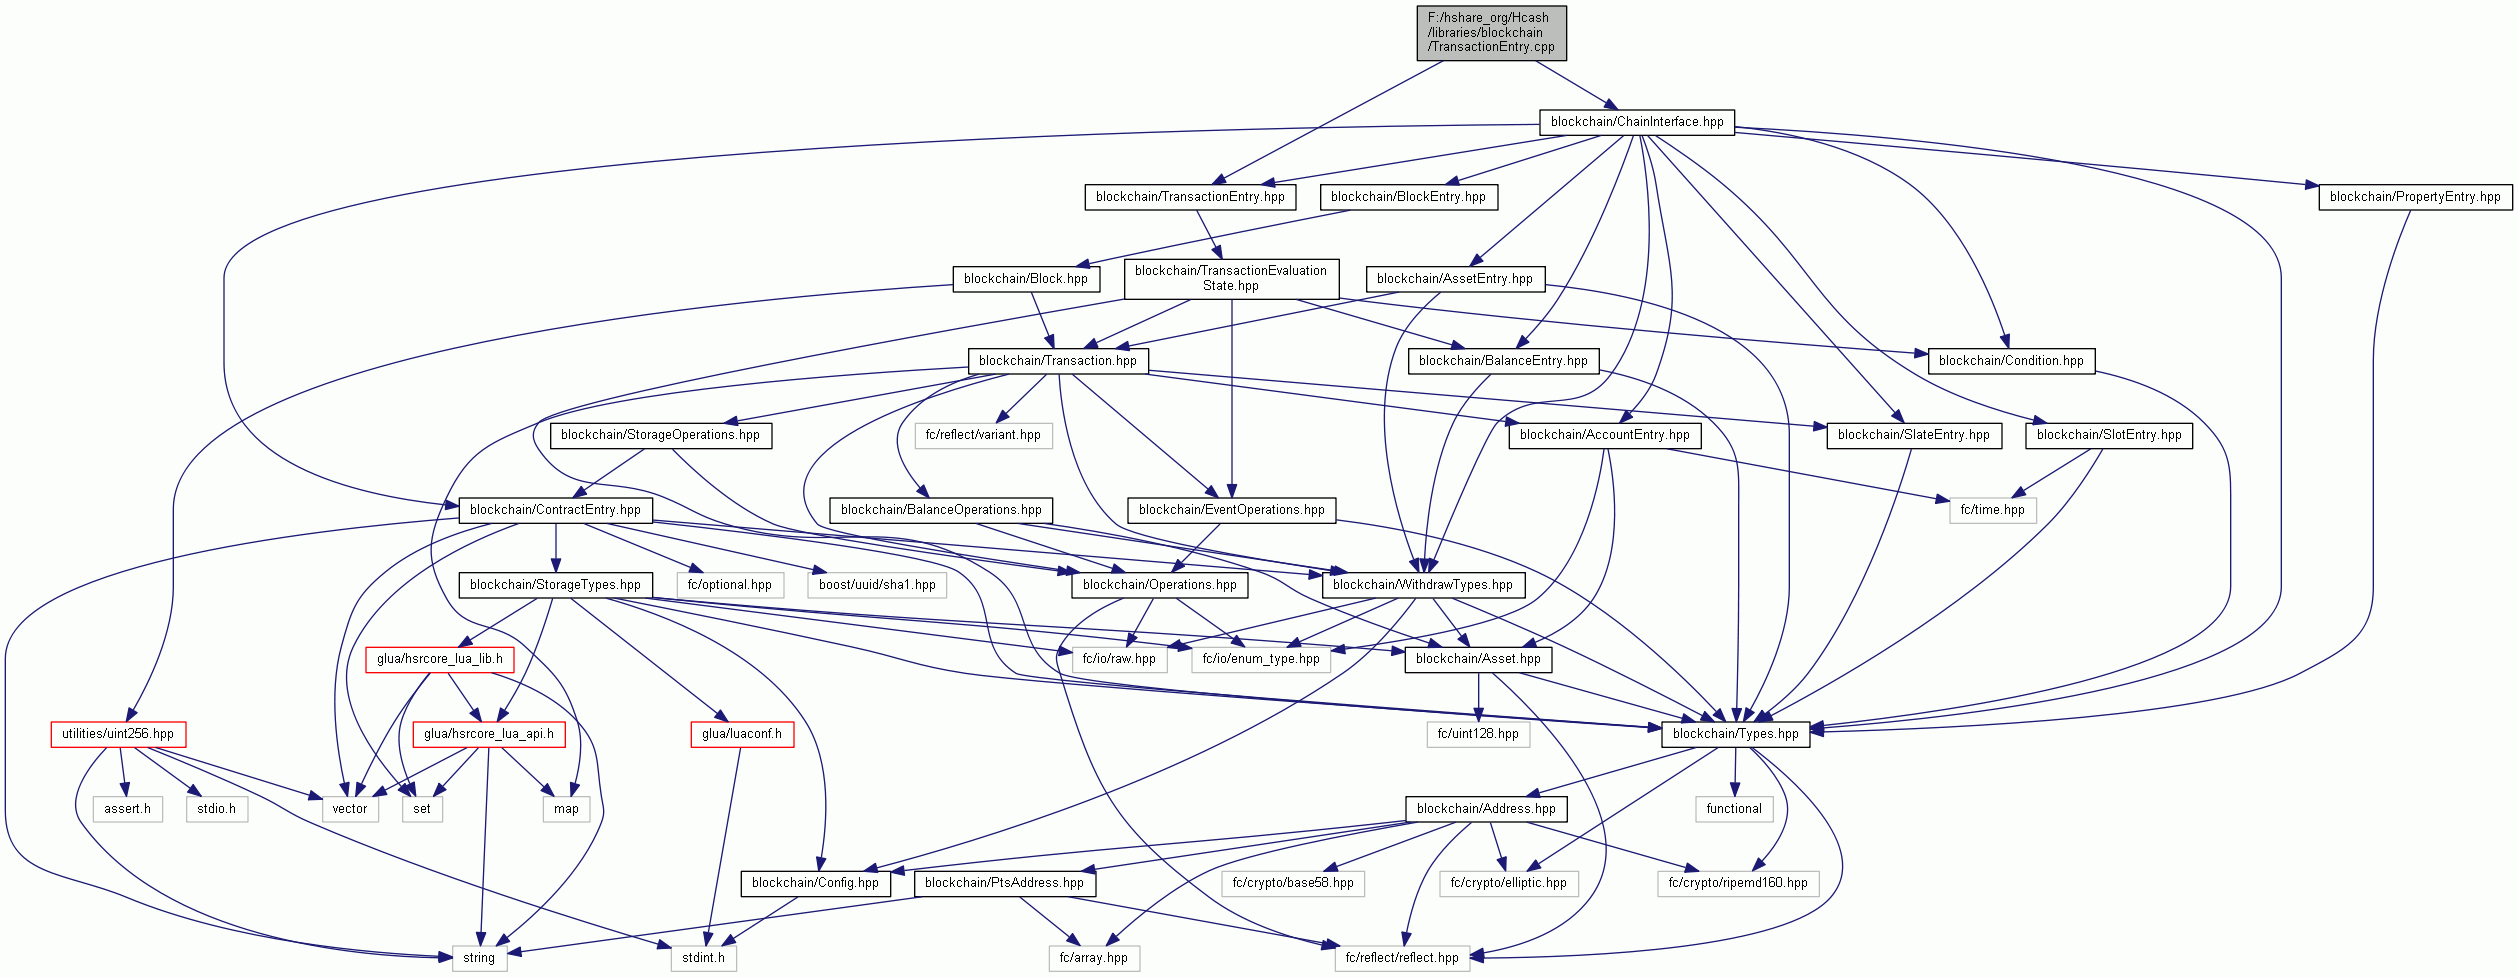 F:/hshare_org/Hcash
/libraries/blockchain
/TransactionEntry.cpp
blockchain/ChainInterface.hpp
blockchain/TransactionEntry.hpp
blockchain/BlockEntry.hpp
blockchain/PropertyEntry.hpp
blockchain/Block.hpp
blockchain/TransactionEvaluation
State.hpp
blockchain/AssetEntry.hpp
blockchain/Transaction.hpp
blockchain/BalanceEntry.hpp
blockchain/Condition.hpp
blockchain/StorageOperations.hpp
fc/reflect/variant.hpp
blockchain/AccountEntry.hpp
blockchain/SlateEntry.hpp
blockchain/SlotEntry.hpp
blockchain/ContractEntry.hpp
blockchain/BalanceOperations.hpp
blockchain/EventOperations.hpp
fc/time.hpp
blockchain/StorageTypes.hpp
fc/optional.hpp
boost/uuid/sha1.hpp
blockchain/Operations.hpp
blockchain/WithdrawTypes.hpp
glua/hsrcore_lua_lib.h
fc/io/raw.hpp
fc/io/enum_type.hpp
blockchain/Asset.hpp
utilities/uint256.hpp
glua/hsrcore_lua_api.h
glua/luaconf.h
fc/uint128.hpp
blockchain/Types.hpp
assert.h
stdio.h
vector
set
map
blockchain/Address.hpp
functional
blockchain/Config.hpp
blockchain/PtsAddress.hpp
fc/crypto/base58.hpp
fc/crypto/elliptic.hpp
fc/crypto/ripemd160.hpp
string
stdint.h
fc/array.hpp
fc/reflect/reflect.hpp